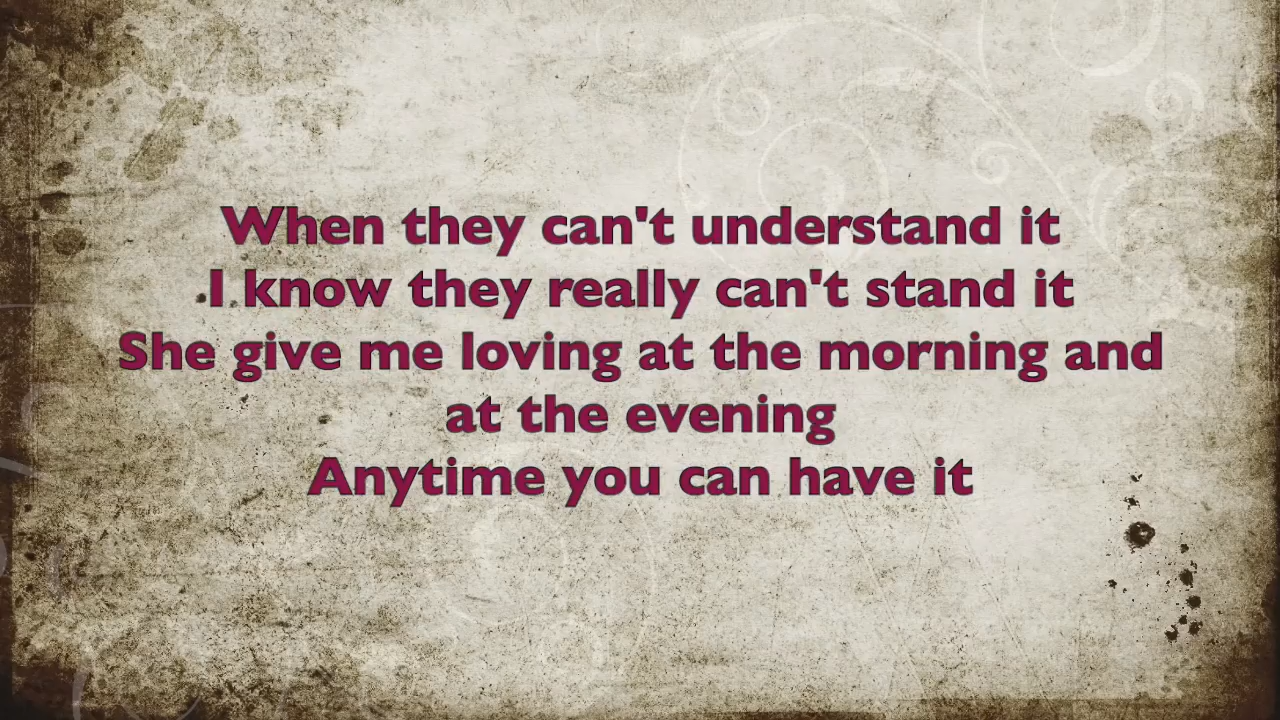 When they can't understand it
I know they really can't stand it
She give me loving at the morning and
at the evening
Anytime you can have it